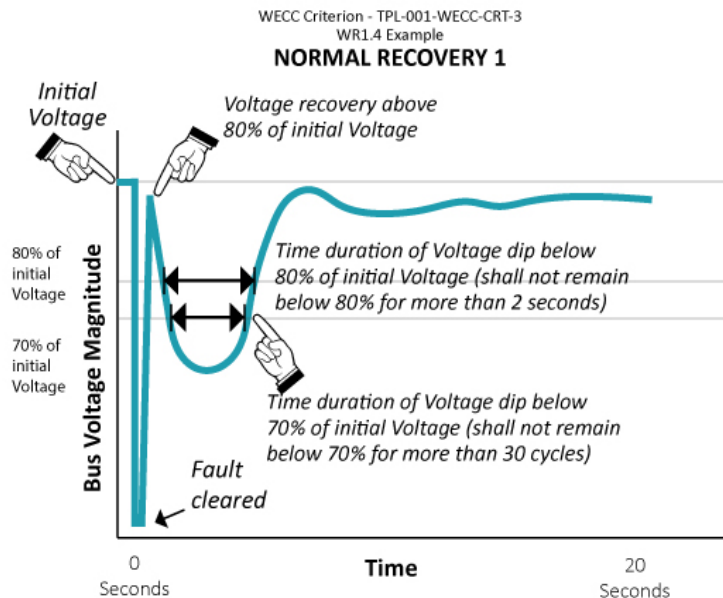 WECC Criterion - TPL-001-WECC-CRT-3
WR1.4 Example
NORMAL RECOVERY 1
Initial
Voltage
Voltage recovery above
80% of initial Voltage
80% of
initial
Voltage
Time duration of Voltage dip below
80% of initial Voltage (shall not remain
below 80% for more than 2 seconds)
70% of
initial
Voltage
Bus Voltage Magnitude
Time duration of Voltage dip below
70% of initial Voltage (shall not remain
below 70% for more than 30 cycles)
Fault
cleared
0
Seconds
Time
20
Seconds